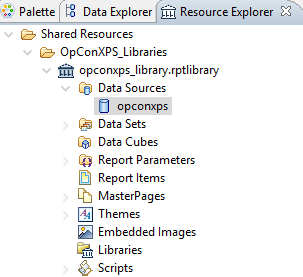 Palette Data Explorer Resource Explorer
Shared Resources
OpConXPS_Libraries
opconxps_library.rptlibrary
Data Sources
opconxps
Data Sets
Data Cubes
Report Parameters
Report Items
MasterPages
Themes
Embedded Images
Libraries
Scripts